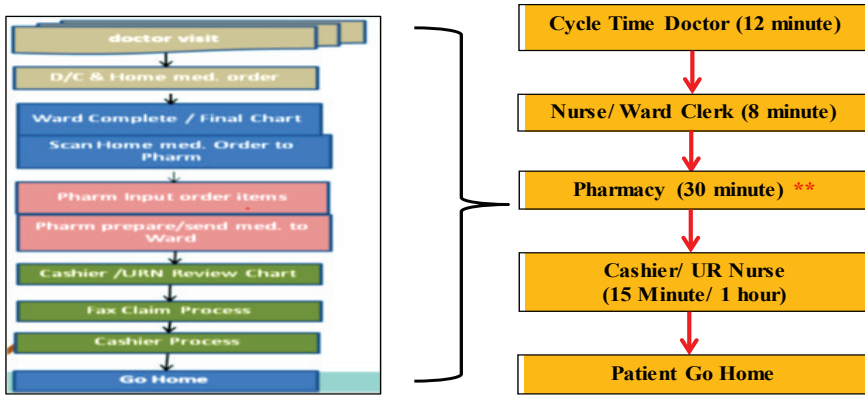 doctor visit
D/C & Home med. order
Ward Complete / Final Chart
Scan Home med. Order to
Pharm
Pharm Input order items
Pharm prepare/send med. to
Ward
Cashier /URN Review Chart
Fax Claim Process
Cashier Process
Go Home
Cycle Time Doctor (12 minute)
Nurse/ Ward Clerk (8 minute)
Pharmacy (30 minute) **
Cashier/ UR Nurse
(15 Minute/ 1 hour)
Patient Go Home